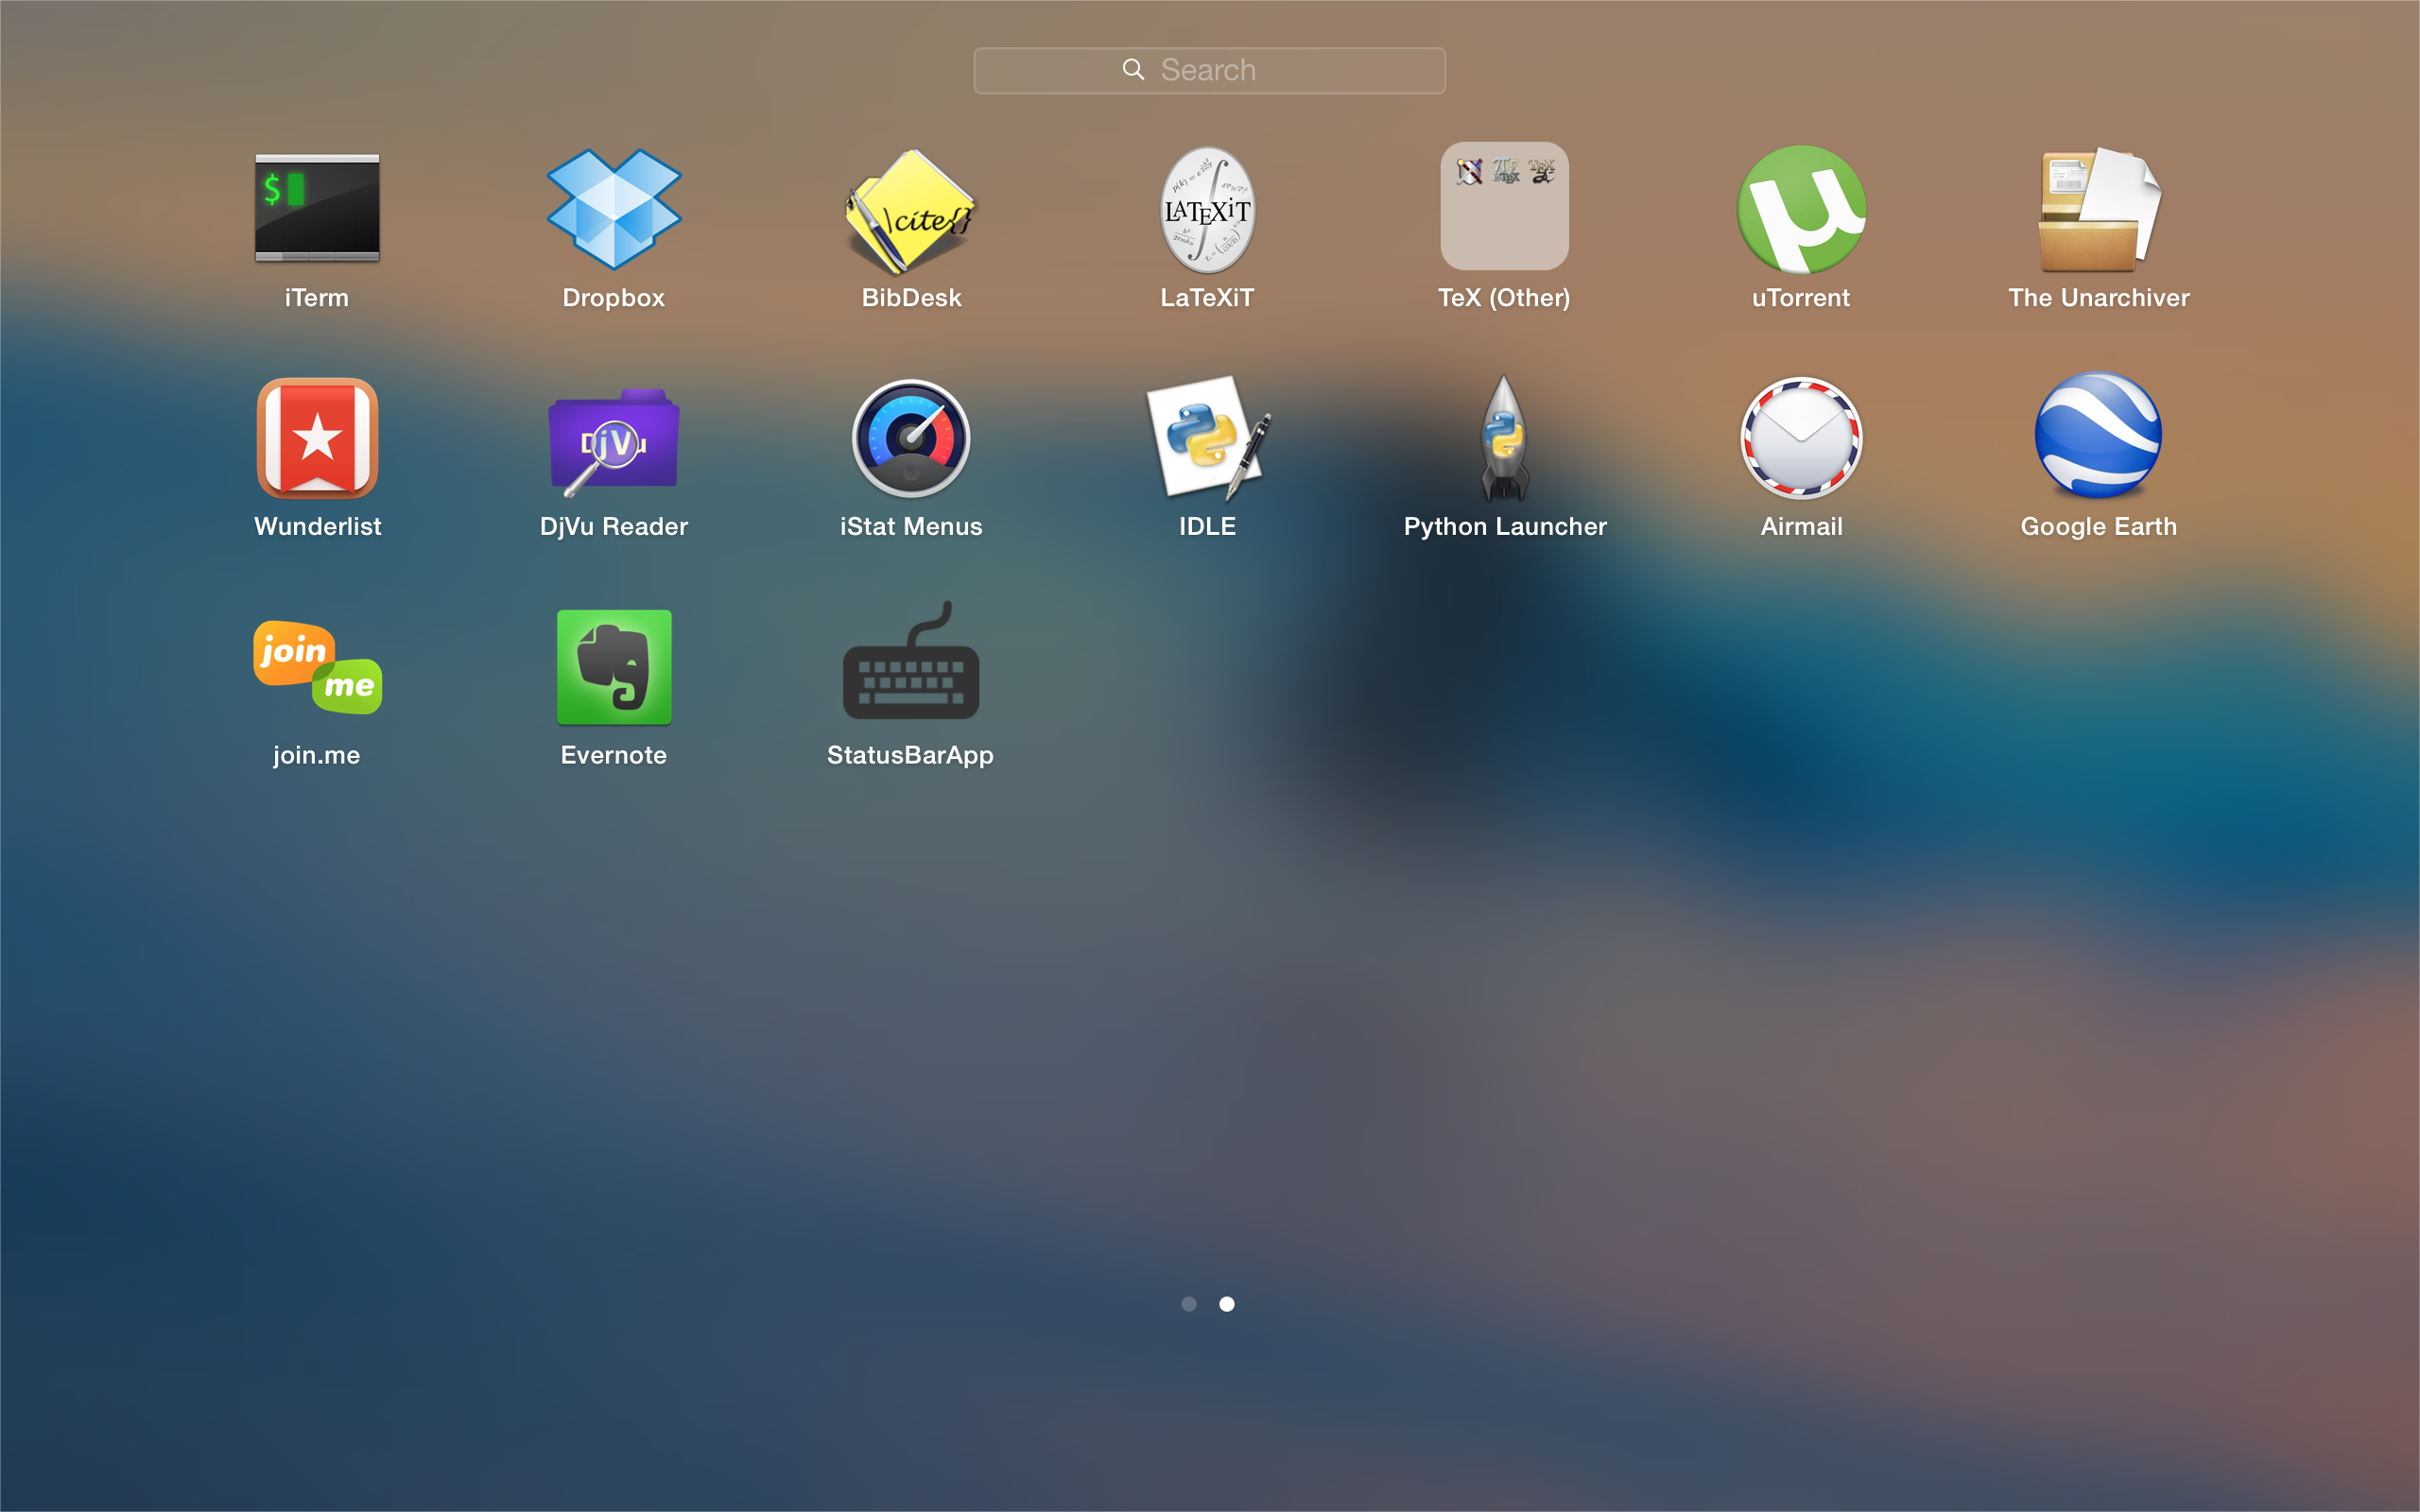 Search
$
\cite{}
LATEXiT
µ
iTerm
Dropbox
BibDesk
LaTeXiT
TeX (Other)
uTorrent
The Unarchiver
DjVu
Wunderlist
DjVu Reader
iStat Menus
IDLE
Python Launcher
Airmail
Google Earth
join
me
join.me
Evernote
StatusBarApp